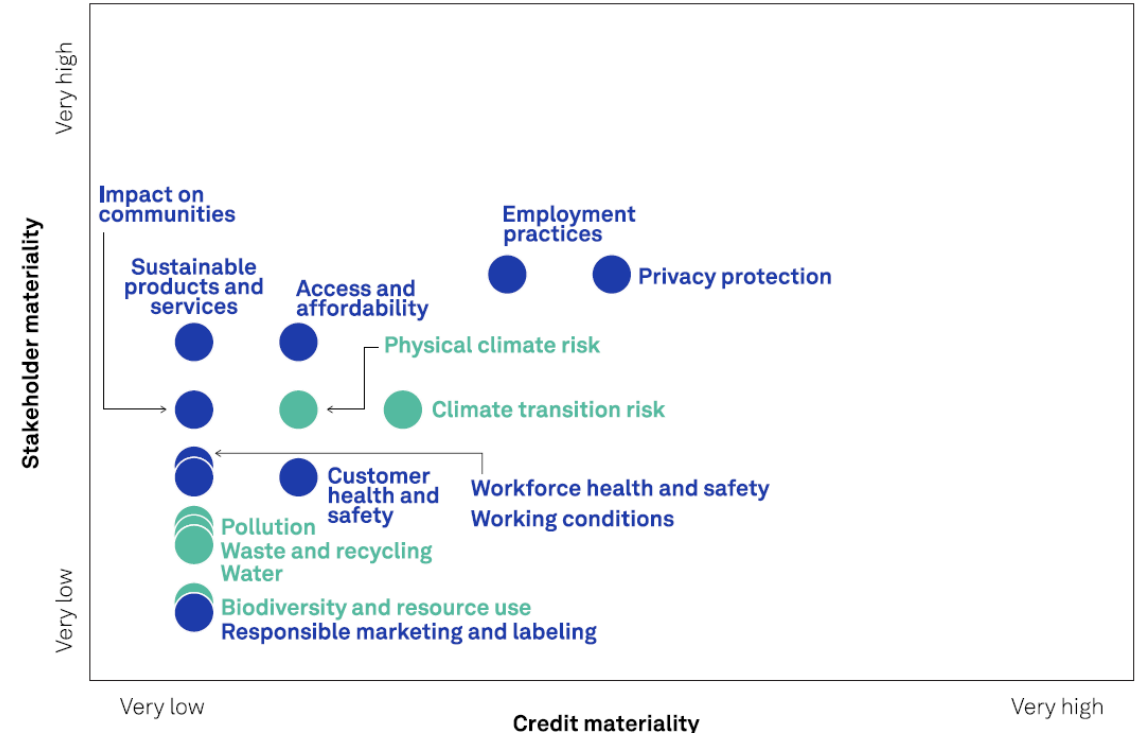 Very high
Stakeholder materiality
Very low
Impact on
communities
Sustainable
products and
services
Access and
affordability
Employment
practices
Privacy protection
Physical climate risk
Climate transition risk
Customer
health and
safety
Workforce health and safety
Working conditions
Pollution
Waste and recycling
Water
Biodiversity and resource use
Responsible marketing and labeling
Very low
Credit materiality
Very high